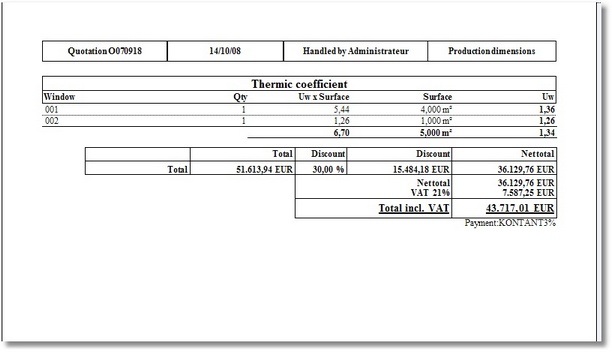 Quotation O070918 14/10/08 Handled by Administrateur Production dimensions
Thermic coefficient
Window Qty Uw x Surface Surface Uw
001 1 5,44 4,000 m² 1,36
002 1 1,26 1,000 m² 1,26
6,70 5,000 m² 1,34
Total Discount Discount Nettotal
Total 51.613,94 EUR 30,00 % 15.484,18 EUR 36.129,76 EUR
Nettotal 36.129,76 EUR
VAT 21% 7.587,25 EUR
Total incl. VAT 43.717,01 EUR
Payment:KONTANT3%